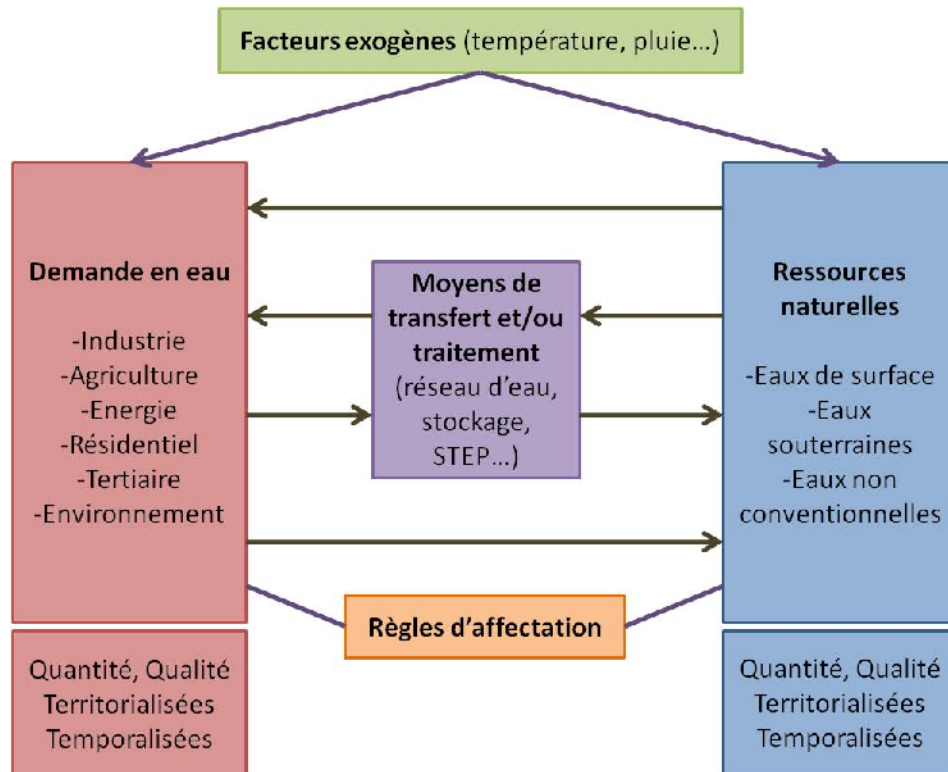 Facteurs exogènes (température, pluie...)
Demande en eau
-Industrie
-Agriculture
-Energie
-Résidentiel
-Tertiaire
-Environnement
Moyens de
transfert et/ou
traitement
(réseau d'eau,
stockage,
STEP...)
Ressources
naturelles
-Eaux de surface
-Eaux
souterraines
-Eaux non
conventionnelles
Règles d'affectation
Quantité, Qualité
Territorialisées
Temporalisées
Quantité, Qualité
Territorialisées
Temporalisées